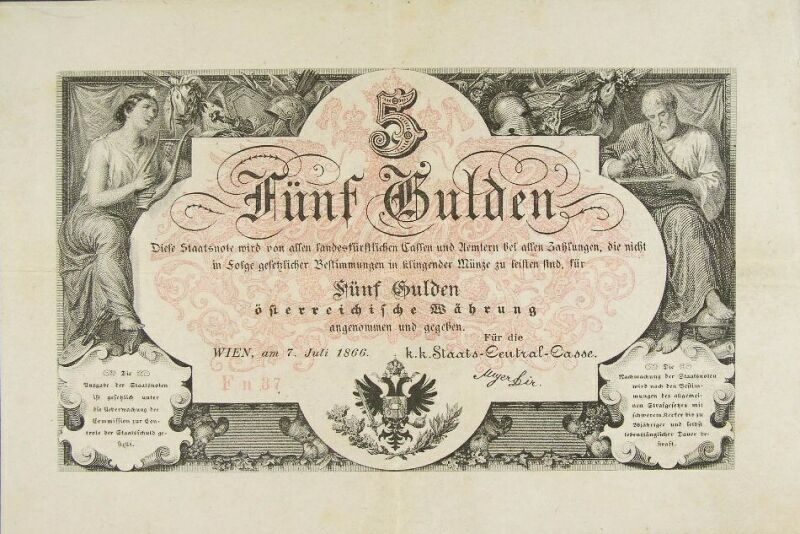 5
Fünf Gulden
Diese Staatsnote wird von allen landesfürstlichen Cassen und Aemtern bei allen Zahlungen, die nicht
in Folge gesetzlicher Bestimmungen in klingender Münze zu leisten sind, für
Fünf Gulden
österreichische Währung
angenommen und gegeben.
Für die
WIEN, am 7. Juli 1866. k.k. Staats-Central-Casse.
F n 37
Die
Ausgabe der Staatsnoten
ist gesetzlich unter
die Ueberwachung der
Commission zur Con-
trole der Staatsschuld ge-
stellt.
Die
Nachmachung der Staatsnoten
wird nach den Bestim-
mungen des allgemei-
nen Strafgesetzes mit
schwerem Kerker bis zu
20jähriger und selbst
lebenslänglicher Dauer be-
straft.